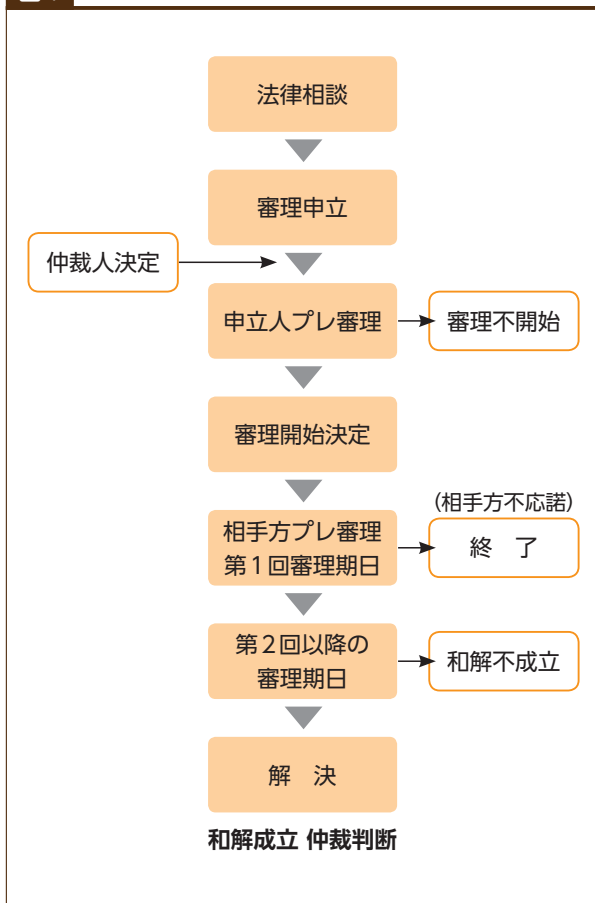 法律相談
審理申立
仲裁人決定
申立人プレ審理
審理不開始
審理開始決定
(相手方不応諾)
相手方プレ審理
第1回審理期日
終　了
第2回以降の
審理期日
和解不成立
解　決
和解成立 仲裁判断